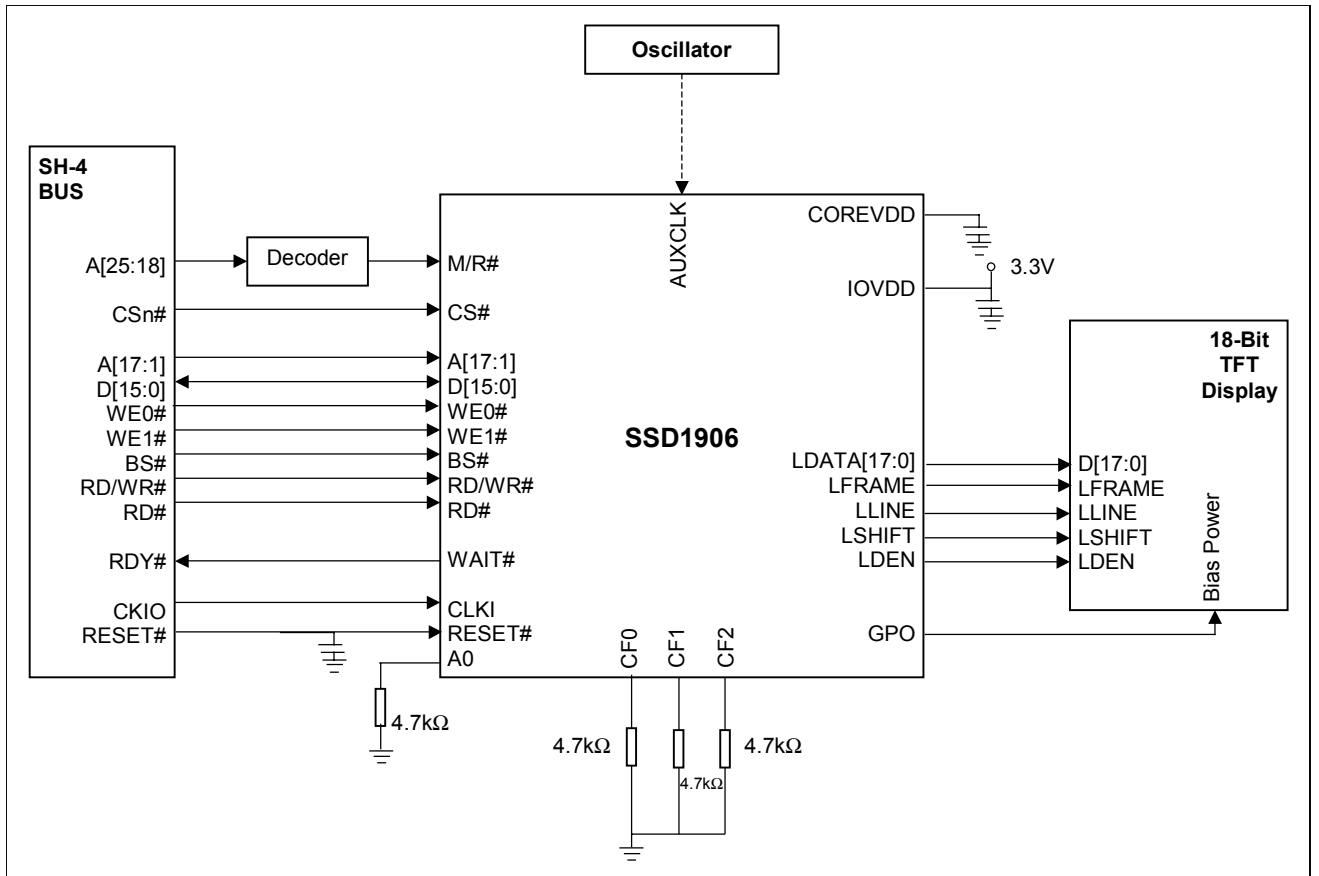 Oscillator
SH-4
BUS
A[25:18]
CSn#
A[17:1]
D[15:0]
WE0#
WE1#
BS#
RD/WR#
RD#
RDY#
CKIO
RESET#
Decoder
AUXCLK
M/R#
CS#
A[17:1]
D[15:0]
WE0#
WE1#
BS#
RD/WR#
RD#
WAIT#
CLKI
RESET#
A0
SSD1906
COREVDD
IOVDD
LDATA[17:0]
LFRAME
LLINE
LSHIFT
LDEN
GPO
CF0
CF1
CF2
3.3V
18-Bit
TFT
Display
D[17:0]
LFRAME
LLINE
LSHIFT
LDEN
Bias Power
4.7kΩ
4.7kΩ
4.7kΩ
4.7kΩ